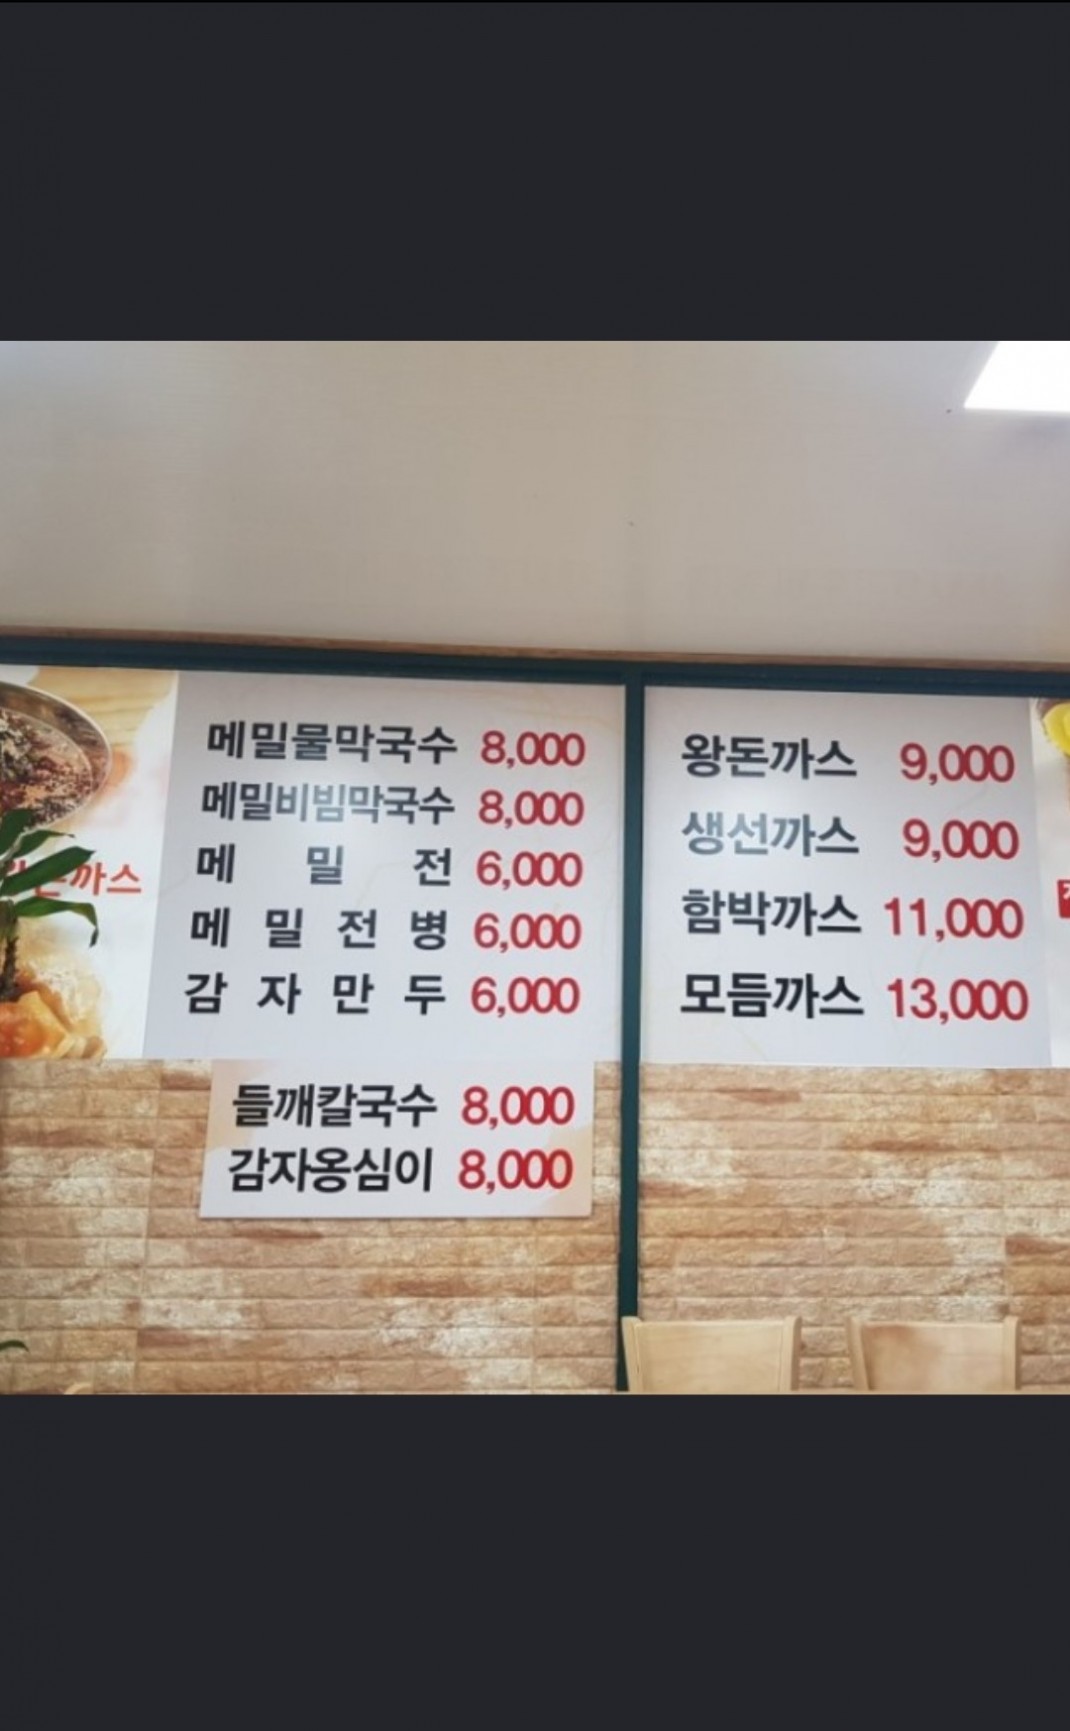 메밀물막국수 8,000
메밀비빔막국수 8,000
메 밀 전 6,000
메 밀 전 병 6,000
감 자 만 두 6,000
들깨칼국수 8,000
감자옹심이 8,000
왕돈까스 9,000
생선까스 9,000
함박까스 11,000
모듬까스 13,000
까스